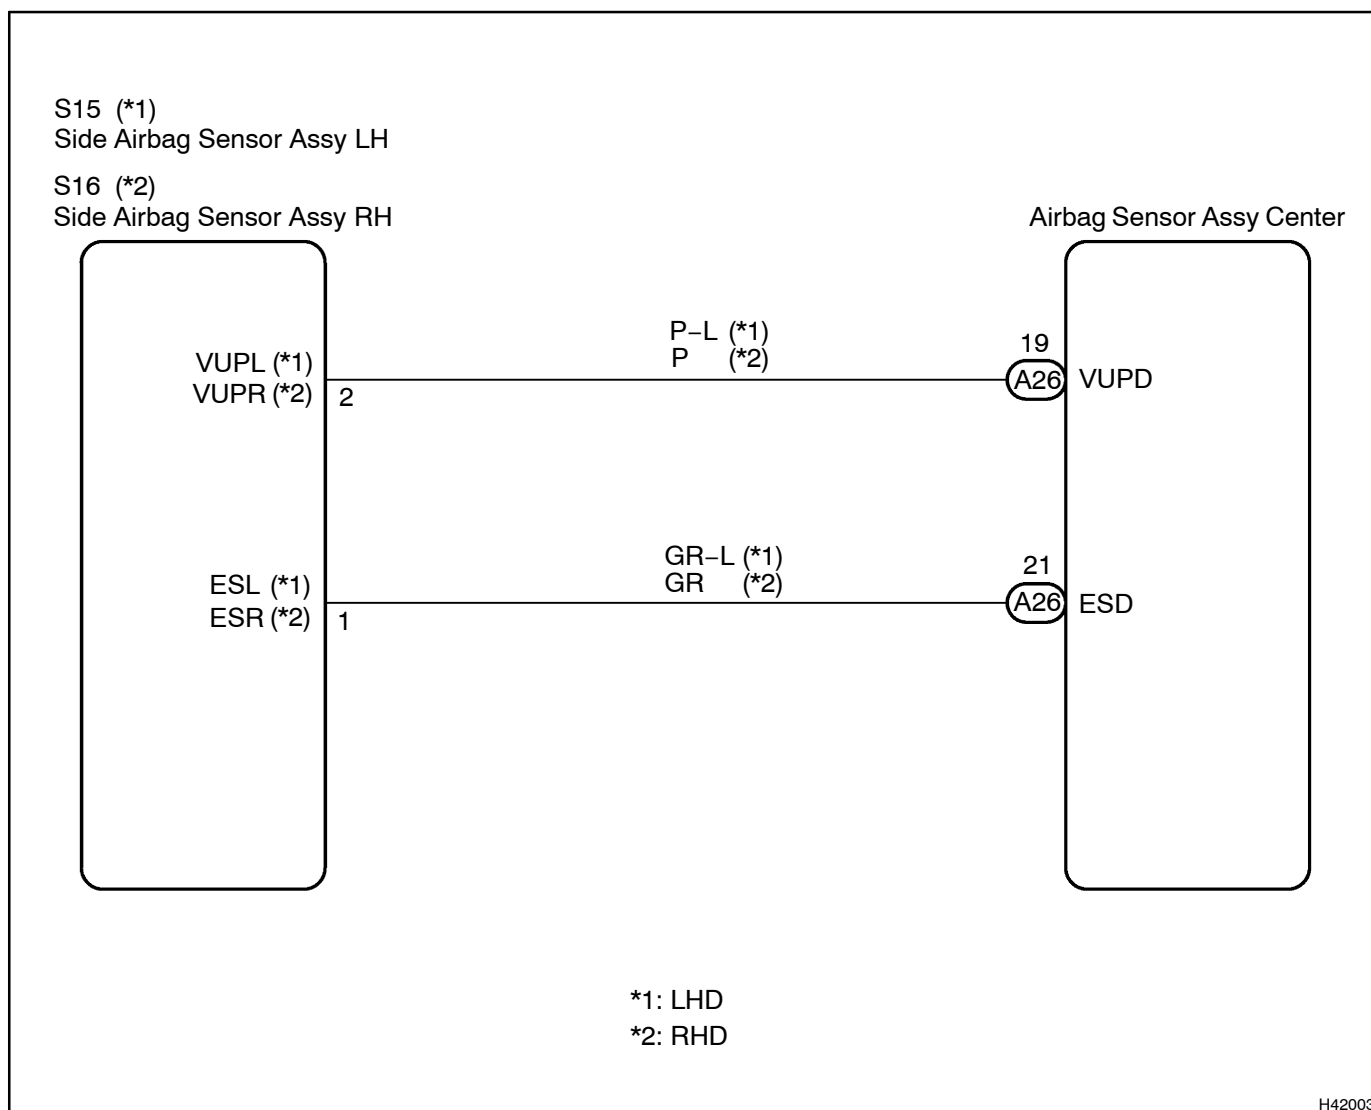 S15 (*1)
Side Airbag Sensor Assy LH
S16 (*2)
Side Airbag Sensor Assy RH
Airbag Sensor Assy Center
P−L (*1)
P (*2)
19
VUPL (*1)
VUPR (*2)
2
A26
VUPD
GR−L (*1)
GR (*2)
21
ESL (*1)
ESR (*2)
1
A26
ESD
*1: LHD
*2: RHD
H42003